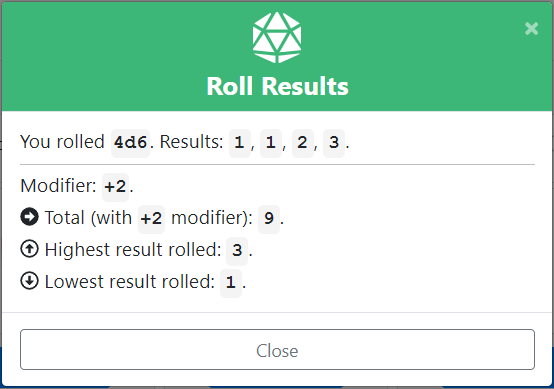 Roll Results
You rolled 4d6. Results: 1, 1, 2, 3.
Modifier: +2.
Total (with +2 modifier): 9.
Highest result rolled: 3.
Lowest result rolled: 1.
Close